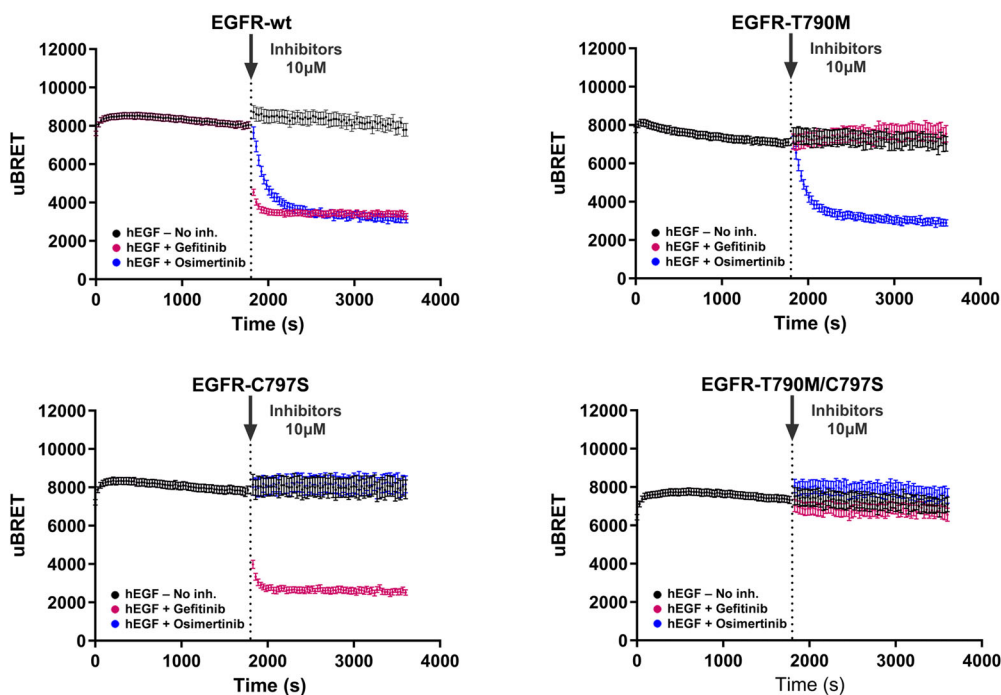 EGFR-wt
Inhibitors
10µM
12000
10000
8000
6000
4000
2000
0
uBRET
hEGF – No inh.
hEGF + Gefitinib
hEGF + Osimertinib
0 1000 2000 3000 4000
Time (s)
EGFR-T790M
Inhibitors
10µM
12000
10000
8000
6000
4000
2000
0
uBRET
hEGF – No inh.
hEGF + Gefitinib
hEGF + Osimertinib
0 1000 2000 3000 4000
Time (s)
EGFR-C797S
Inhibitors
10µM
12000
10000
8000
6000
4000
2000
0
uBRET
hEGF – No inh.
hEGF + Gefitinib
hEGF + Osimertinib
0 1000 2000 3000 4000
Time (s)
EGFR-T790M/C797S
Inhibitors
10µM
12000
10000
8000
6000
4000
2000
0
uBRET
hEGF – No inh.
hEGF + Gefitinib
hEGF + Osimertinib
0 1000 2000 3000 4000
Time (s)